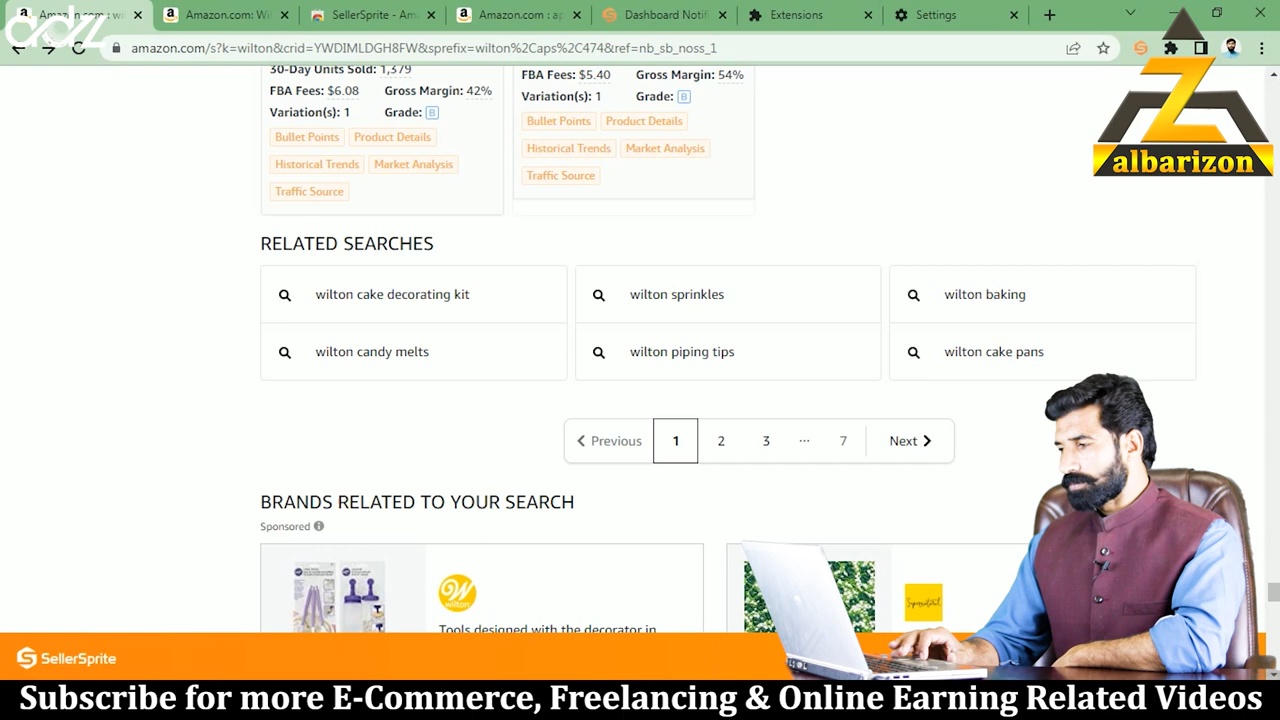 Amazon.com : wi
Amazon.com: Wi
SellerSprite - Am
Amazon.com : ap
Dashboard Notifi
Extensions
Settings
amazon.com/s?k=wilton&crid=YWDIMLDGH8FW&sprefix=wilton%2Caps%2C474&ref=nb_sb_noss_1
Z
albarizon
30-Day Units Sold: 1,379
FBA Fees: $6.08 Gross Margin: 42%
Variation(s): 1 Grade: B
Bullet Points Product Details
Historical Trends Market Analysis
Traffic Source
FBA Fees: $5.40 Gross Margin: 54%
Variation(s): 1 Grade: B
Bullet Points Product Details
Historical Trends Market Analysis
Traffic Source
RELATED SEARCHES
wilton cake decorating kit wilton sprinkles wilton baking
wilton candy melts wilton piping tips wilton cake pans
Previous 1 2 3 ... 7 Next
BRANDS RELATED TO YOUR SEARCH
Sponsored
wilton
Tools designed with the decorator in
SellerSprite
Subscribe for more E-Commerce, Freelancing & Online Earning Related Videos